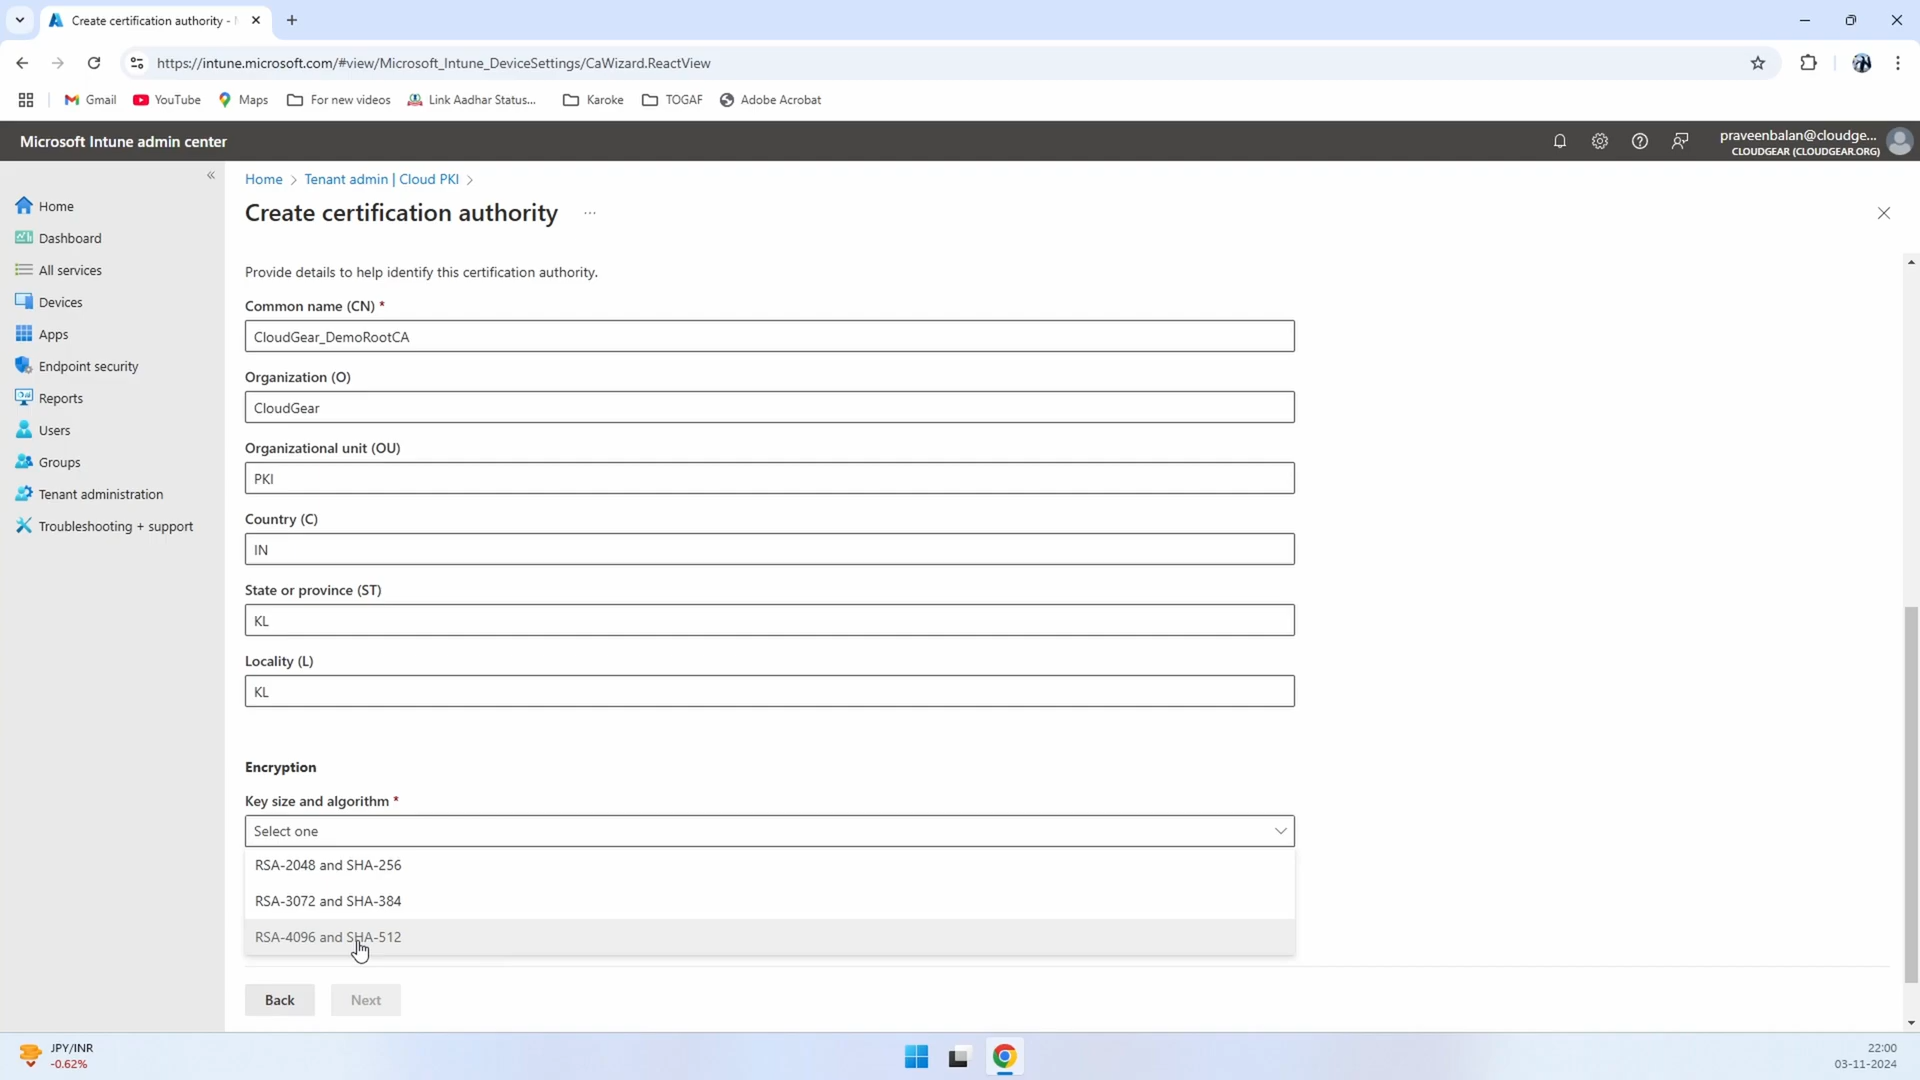 Create certification authority -
https://intune.microsoft.com/#view/Microsoft_Intune_DeviceSettings/CaWizard.ReactView
Gmail
YouTube
Maps
For new videos
Link Aadhar Status...
Karoke
TOGAF
Adobe Acrobat
Microsoft Intune admin center
praveenbalan@cloudge...
CLOUDGEAR (CLOUDGEAR.ORG)
Home > Tenant admin | Cloud PKI >
Create certification authority ...
Home
Dashboard
All services
Devices
Apps
Endpoint security
Reports
Users
Groups
Tenant administration
Troubleshooting + support
Provide details to help identify this certification authority.
Common name (CN) *
CloudGear_DemoRootCA
Organization (O)
CloudGear
Organizational unit (OU)
PKI
Country (C)
IN
State or province (ST)
KL
Locality (L)
KL
Encryption
Key size and algorithm *
Select one
RSA-2048 and SHA-256
RSA-3072 and SHA-384
RSA-4096 and SHA-512
Back
Next
JPY/INR
-0.62%
22:00
03-11-2024